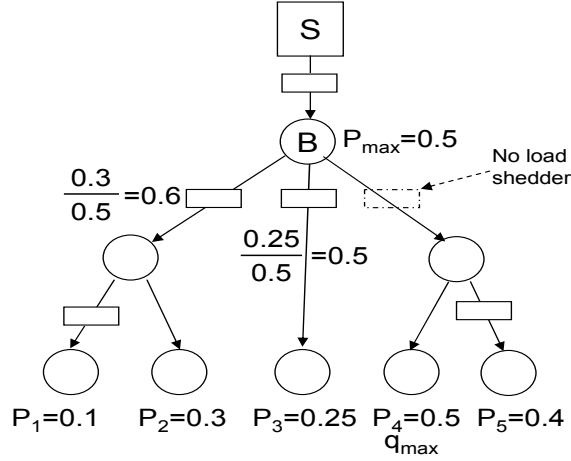 S
B
P_max=0.5
No load
shedder
0.3
0.5
=0.6
0.25
0.5
=0.5
P_1=0.1
P_2=0.3
P_3=0.25
P_4=0.5
P_5=0.4
q_max